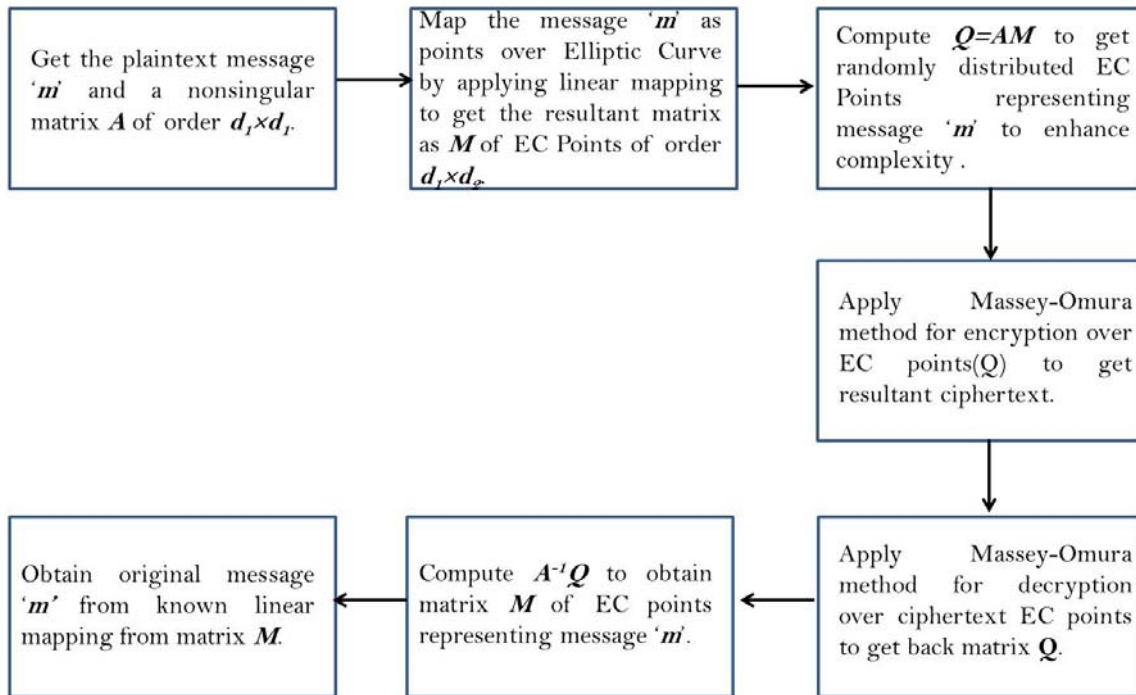 Get the plaintext message
‘m’ and a nonsingular
matrix A of order d₁×d₁.
Map the message ‘m’ as
points over Elliptic Curve
by applying linear mapping
to get the resultant matrix
as M of EC Points of order
d₁×d₂.
Compute Q=AM to get
randomly distributed EC
Points representing
message ‘m’ to enhance
complexity .
Apply Massey-Omura
method for encryption over
EC points(Q) to get
resultant ciphertext.
Apply Massey-Omura
method for decryption
over ciphertext EC points
to get back matrix Q.
Compute A⁻¹Q to obtain
matrix M of EC points
representing message ‘m’.
Obtain original message
‘m’ from known linear
mapping from matrix M.